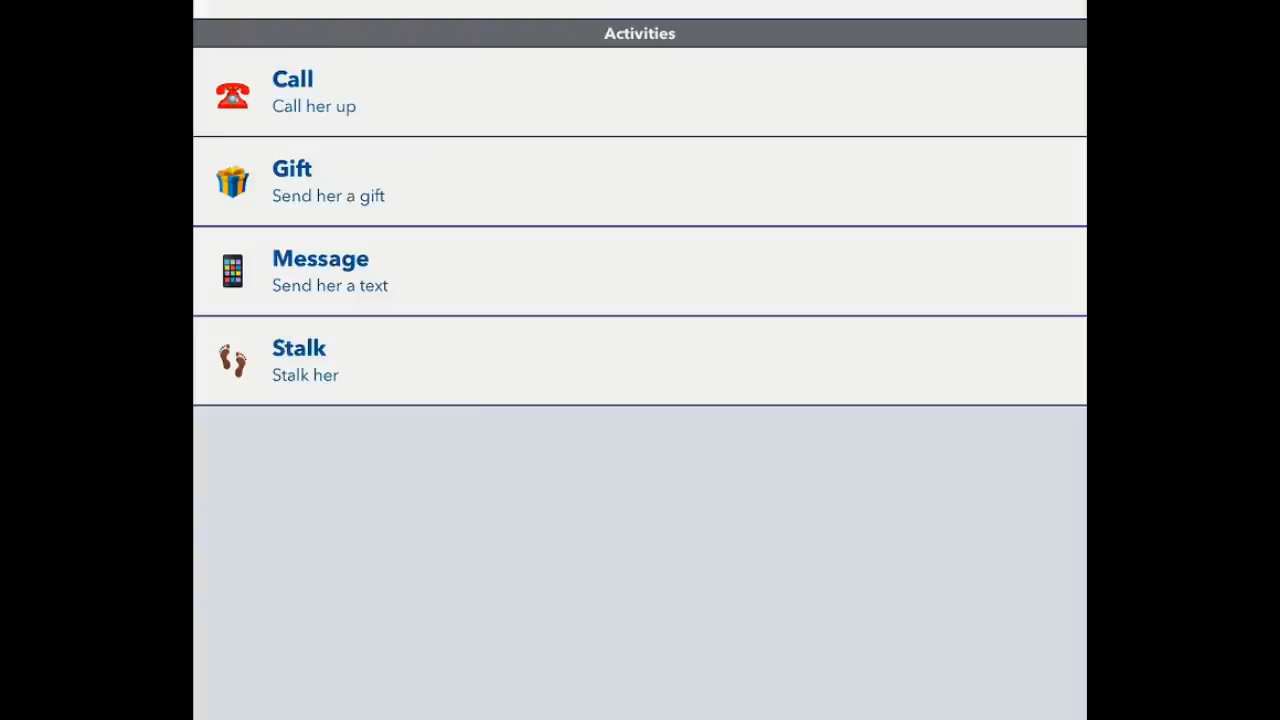 Activities
Call
Call her up
Gift
Send her a gift
Message
Send her a text
Stalk
Stalk her